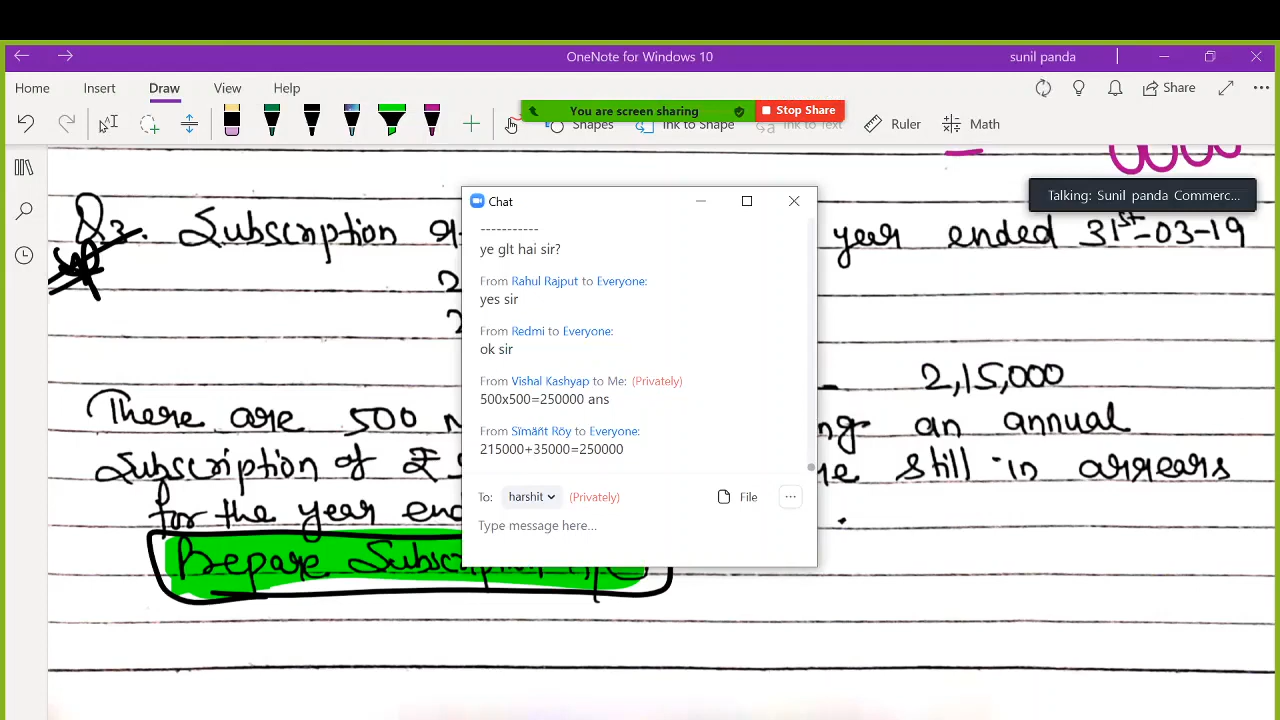 OneNote for Windows 10
sunil panda
Home Insert Draw View Help
Share
You are screen sharing
Stop Share
Shapes
Ink to Shape
Ink to Text
Ruler
Math
Talking: Sunil panda Commerc...
Q3. Subscription year ended 31st-03-19
2,15,000
There are 500 an annual
Subscription of ₹ still in arrears
for the year
Prepare
Chat
-----------
ye glt hai sir?
From Rahul Rajput to Everyone:
yes sir
From Redmi to Everyone:
ok sir
From Vishal Kashyap to Me: (Privately)
500x500=250000 ans
From Sïmäñt Röy to Everyone:
215000+35000=250000
To: harshit (Privately)
File
Type message here...